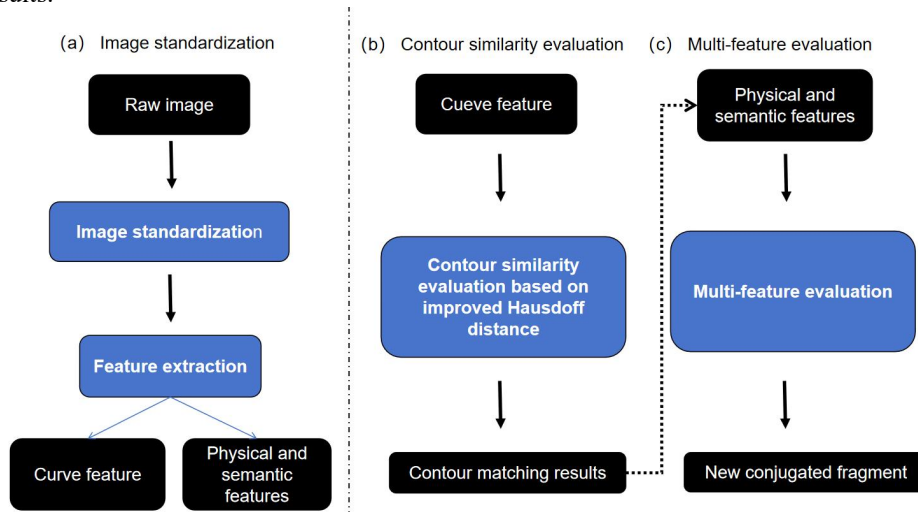 sults.
(a) Image standardization
Raw image
Image standardization
Feature extraction
Curve feature
Physical and
semantic
features
(b) Contour similarity evaluation
Cueve feature
Contour similarity
evaluation based on
improved Hausdoff
distance
Contour matching results
(c) Multi-feature evaluation
Physical and
semantic features
Multi-feature evaluation
New conjugated fragment